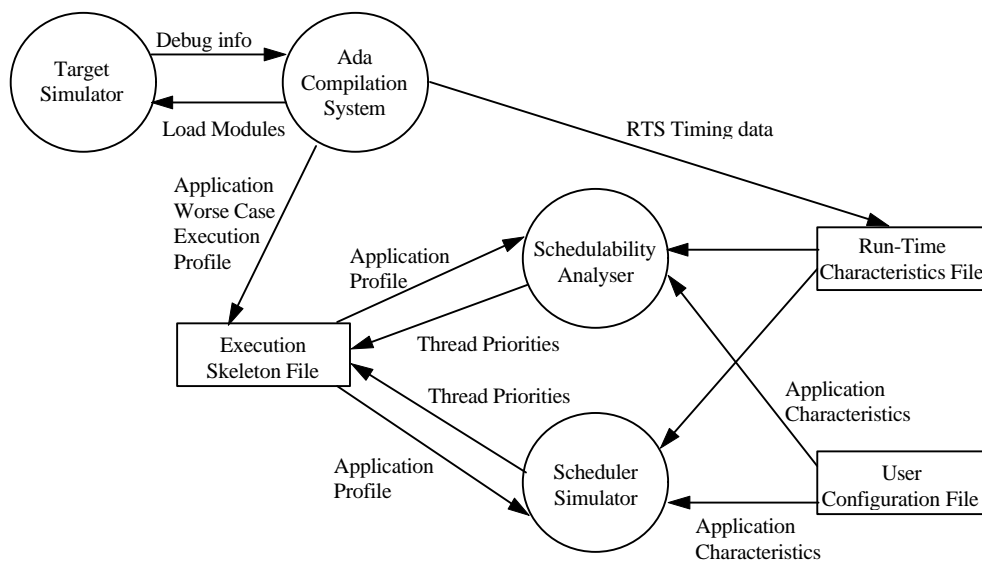 Debug info
Target
Simulator
Ada
Compilation
System
Load Modules
RTS Timing data
Application
Worse Case
Execution
Profile
Application
Profile
Schedulability
Analyser
Run-Time
Characteristics File
Execution
Skeleton File
Thread Priorities
Thread Priorities
Application
Characteristics
Application
Profile
Scheduler
Simulator
User
Configuration File
Application
Characteristics